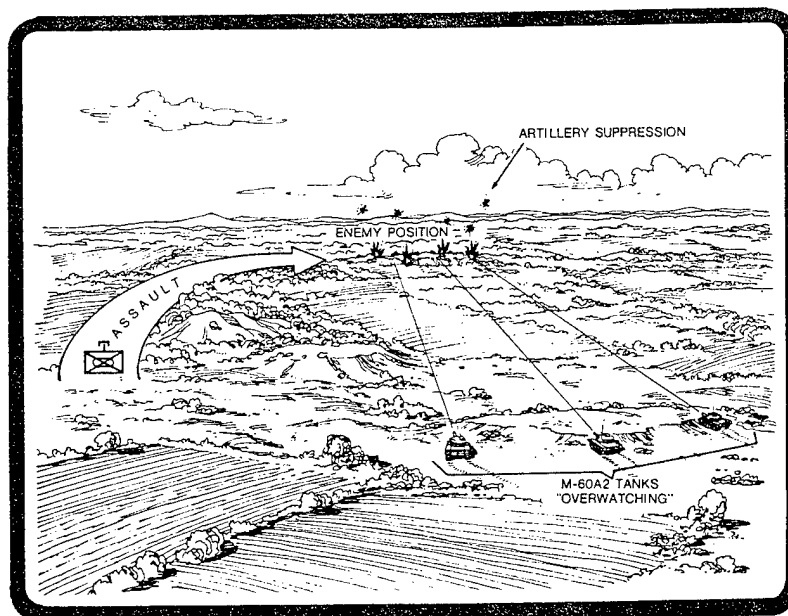 ARTILLERY SUPPRESSION
ENEMY POSITION
ASSAULT
M-60A2 TANKS
"OVERWATCHING"